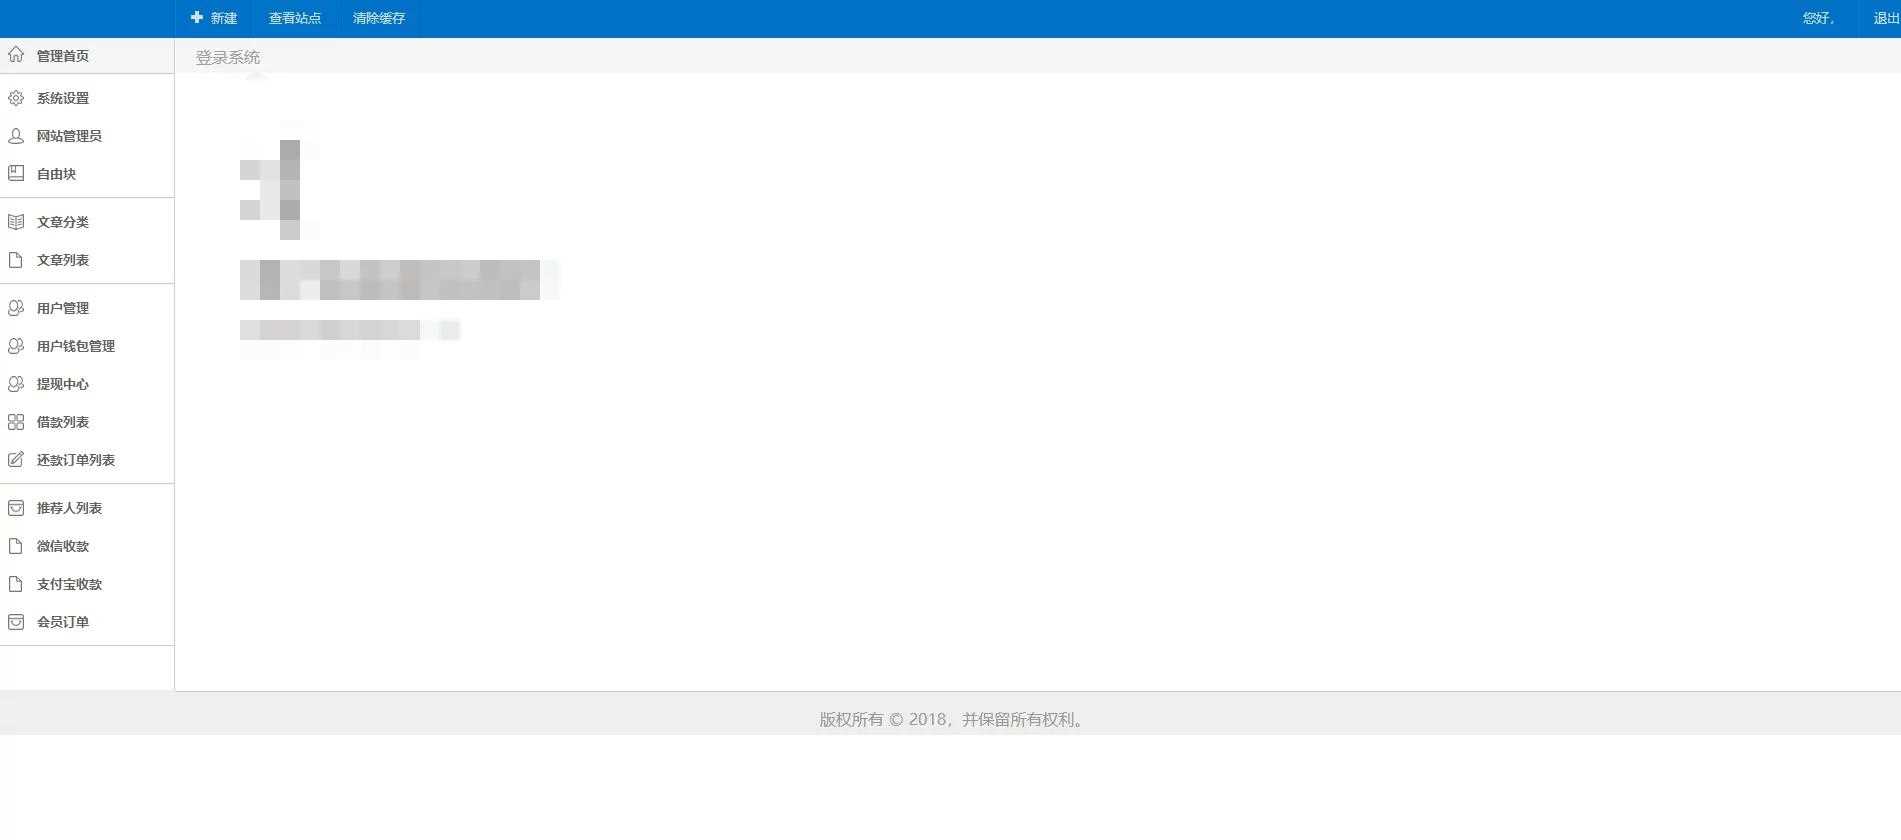 新建 查看站点 清除缓存 您好， 退出
管理首页
登录系统
系统设置
网站管理员
自由块
文章分类
文章列表
用户管理
用户钱包管理
提现中心
借款列表
还款订单列表
推荐人列表
微信收款
支付宝收款
会员订单
版权所有 © 2018，并保留所有权利。